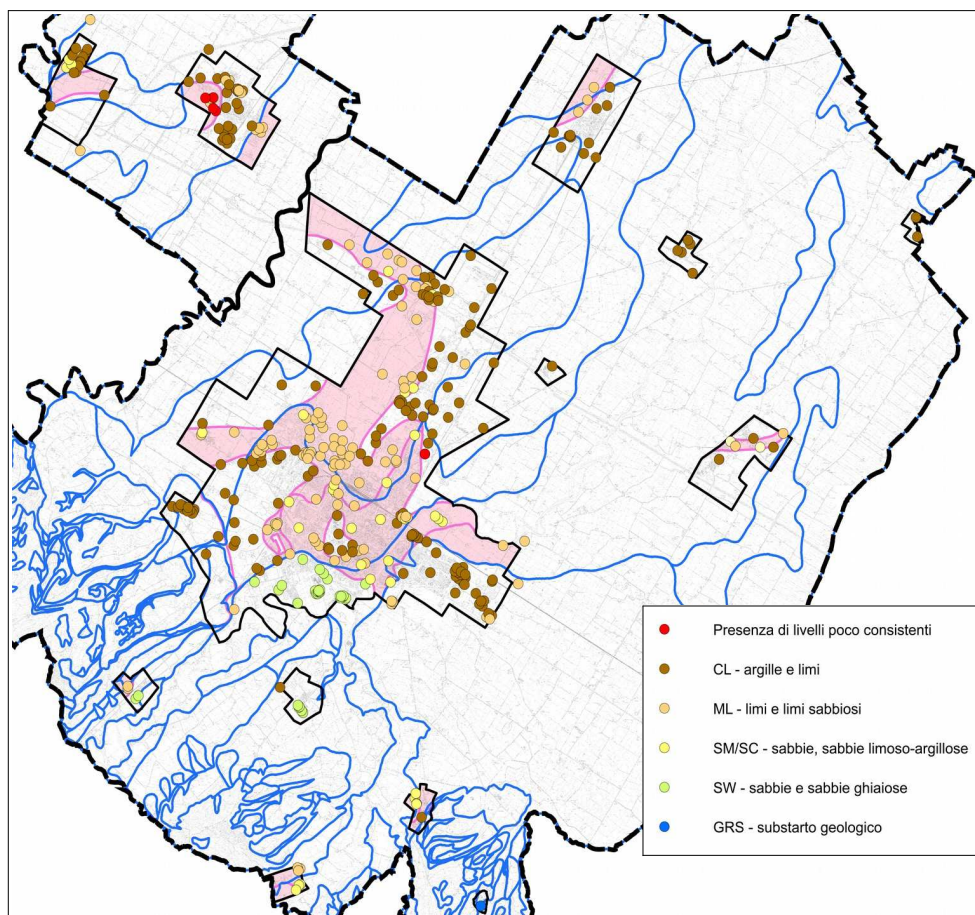 Presenza di livelli poco consistenti
CL - argille e limi
ML - limi e limi sabbiosi
SM/SC - sabbie, sabbie limoso-argillose
SW - sabbie e sabbie ghiaiose
GRS - substarto geologico